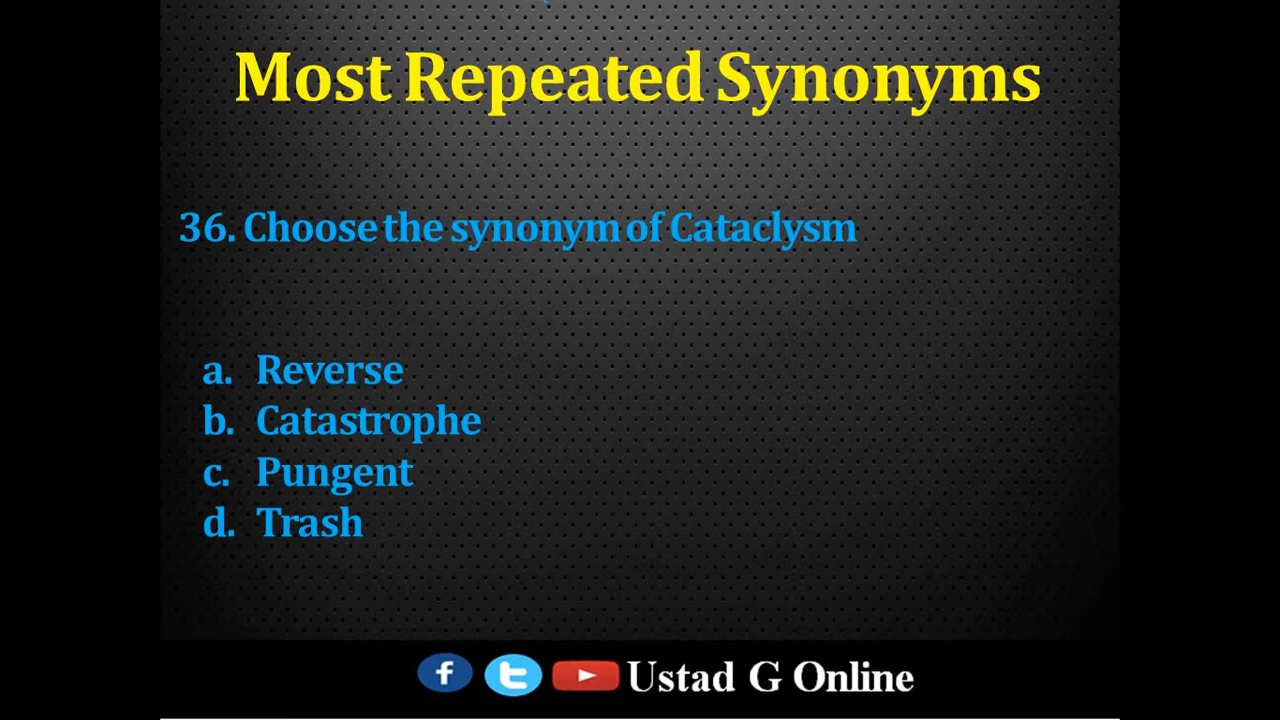 Most Repeated Synonyms
36. Choose the synonym of Cataclysm
a. Reverse
b. Catastrophe
c. Pungent
d. Trash
Ustad G Online